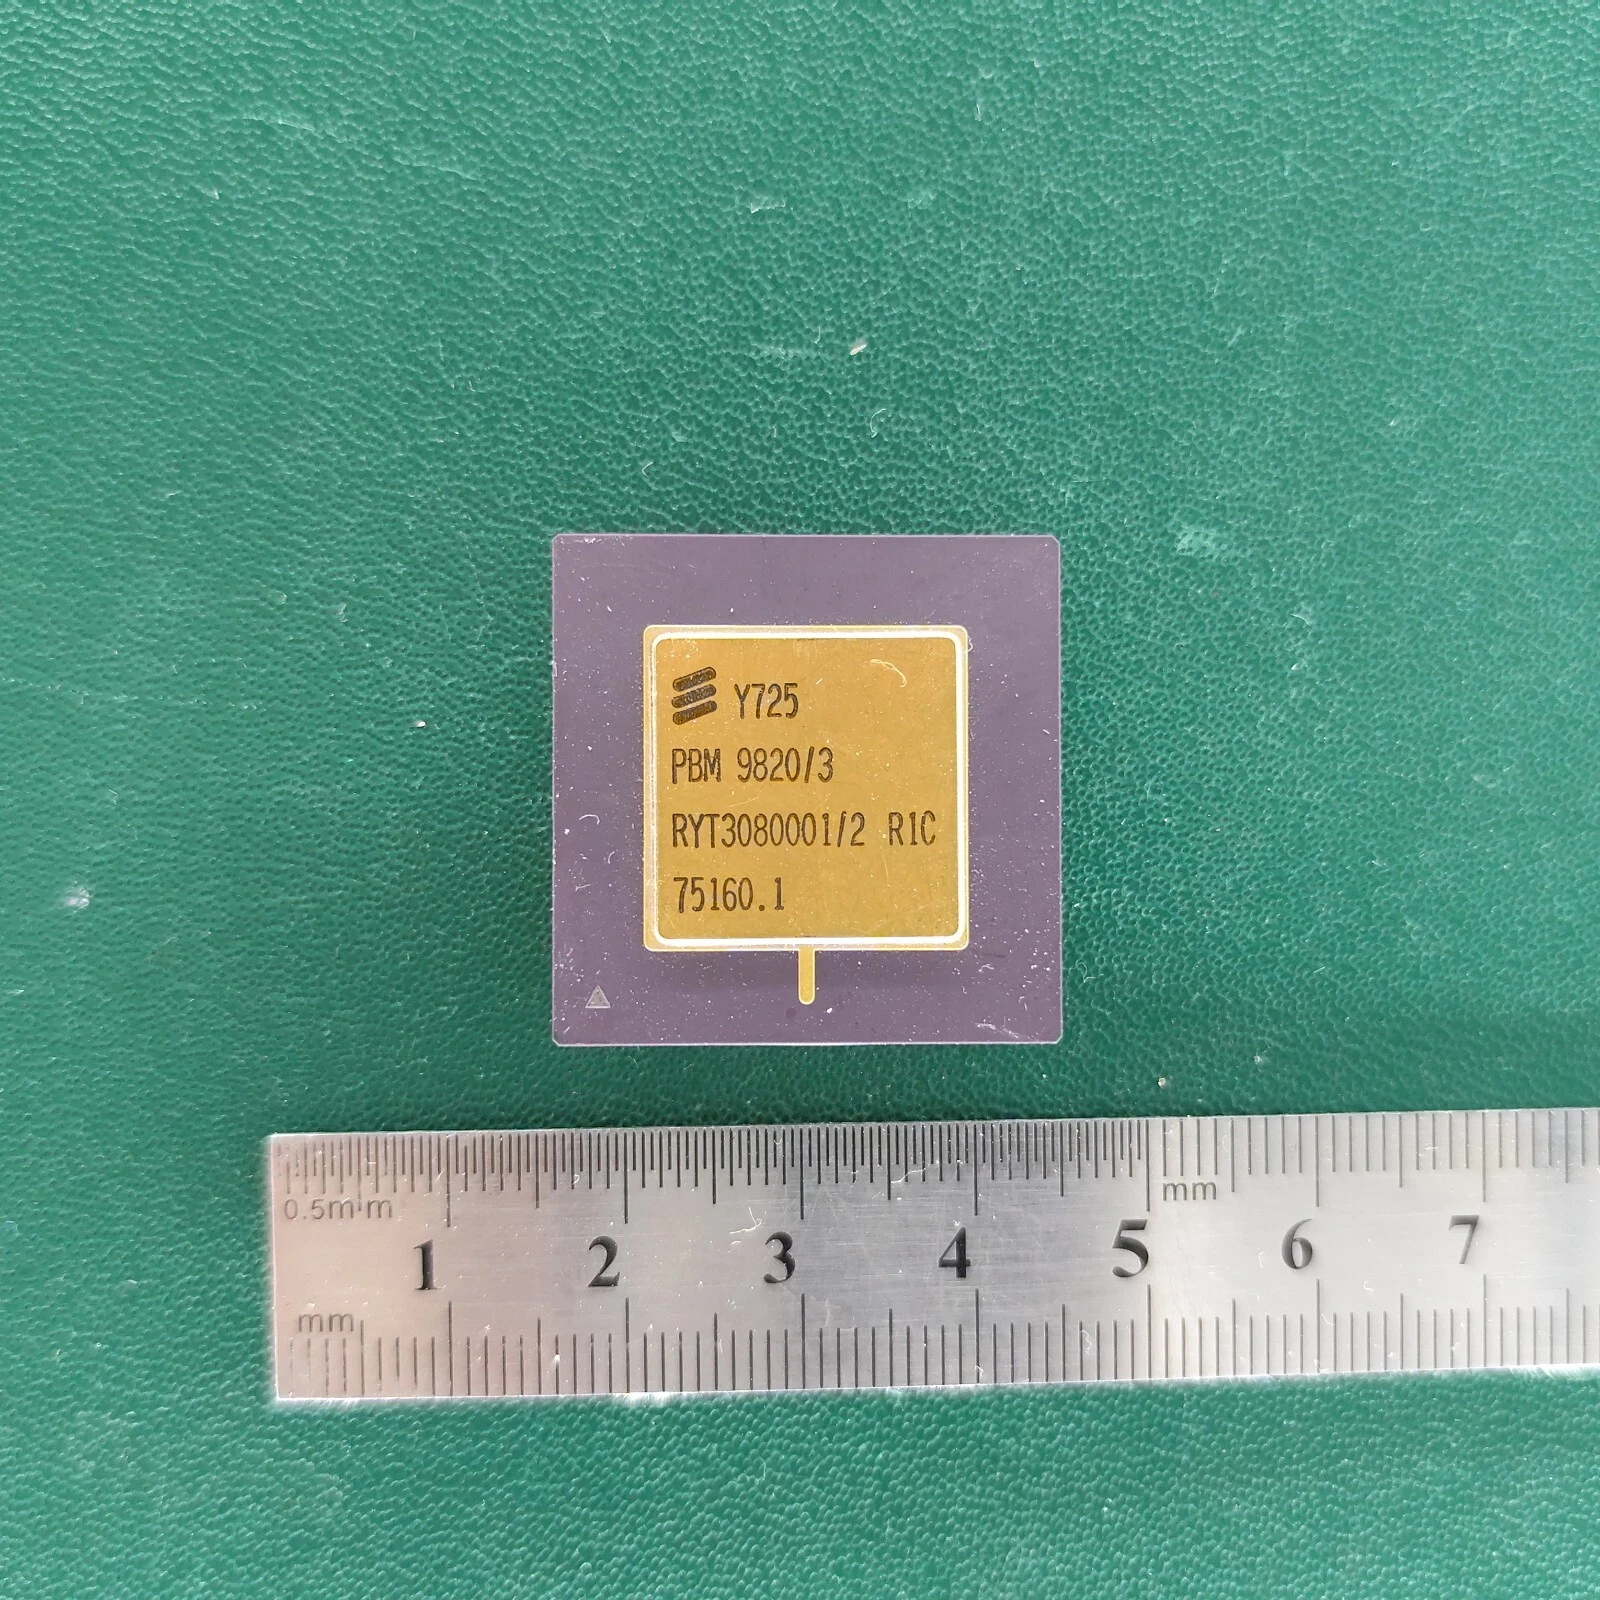 Y725
PBM 9820/3
RYT3080001/2 R1C
75160.1
0.5mm
mm
1 2 3 4 5 6 7
mm